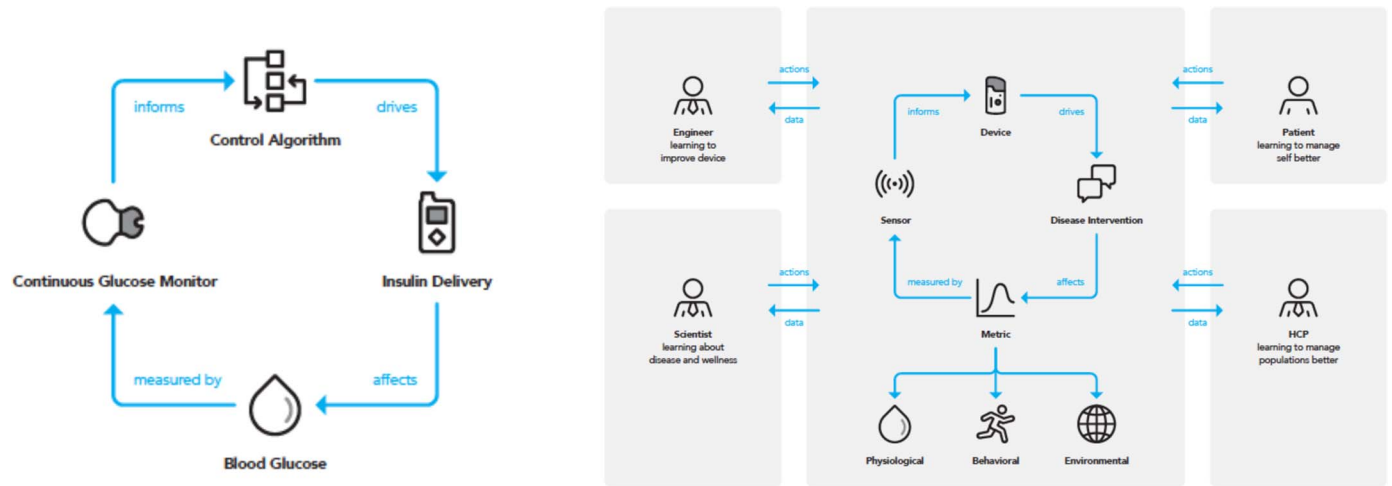 informs
drives
Control Algorithm
Continuous Glucose Monitor
Insulin Delivery
measured by
affects
Blood Glucose
Engineer
learning to
improve device
actions
data
Scientist
learning about
disease and wellness
actions
data
informs
Device
drives
Sensor
Disease Intervention
measured by
affects
Metric
Physiological
Behavioral
Environmental
actions
data
Patient
learning to manage
self better
actions
data
HCP
learning to manage
populations better